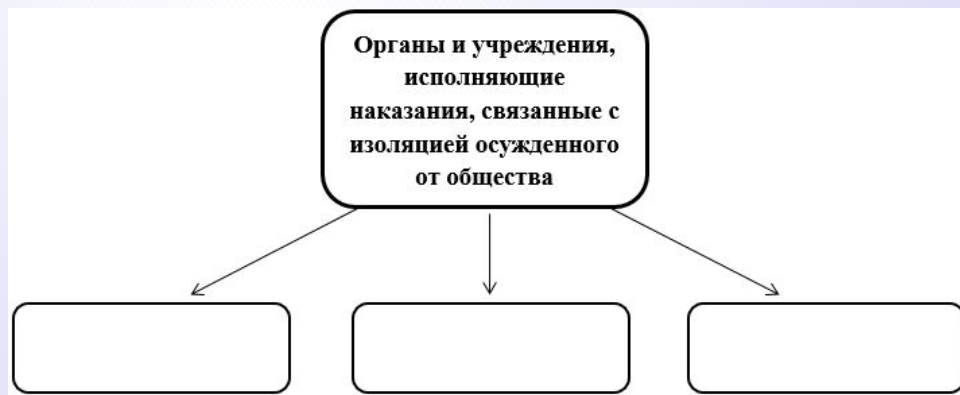 Органы и учреждения,
исполняющие
наказания, связанные с
изоляцией осужденного
от общества